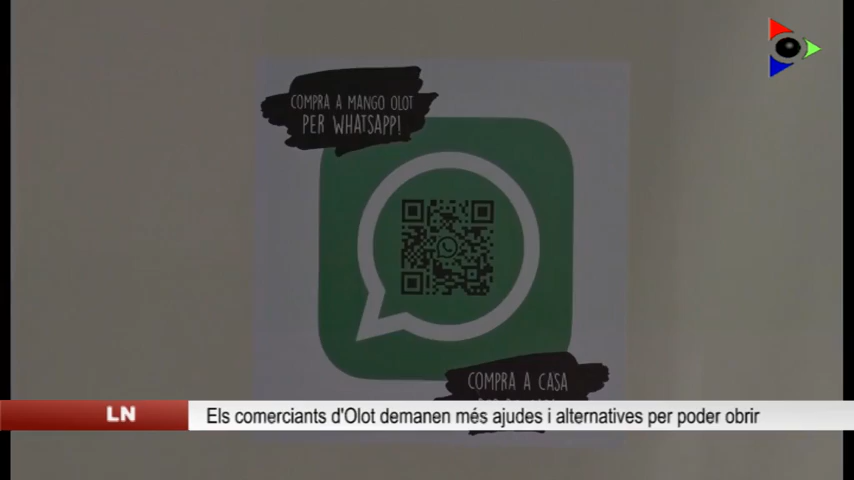 COMPRA A MANGO OLOT
PER WHATSAPP!
COMPRA A CASA
LN
Els comerciants d'Olot demanen més ajudes i alternatives per poder obrir